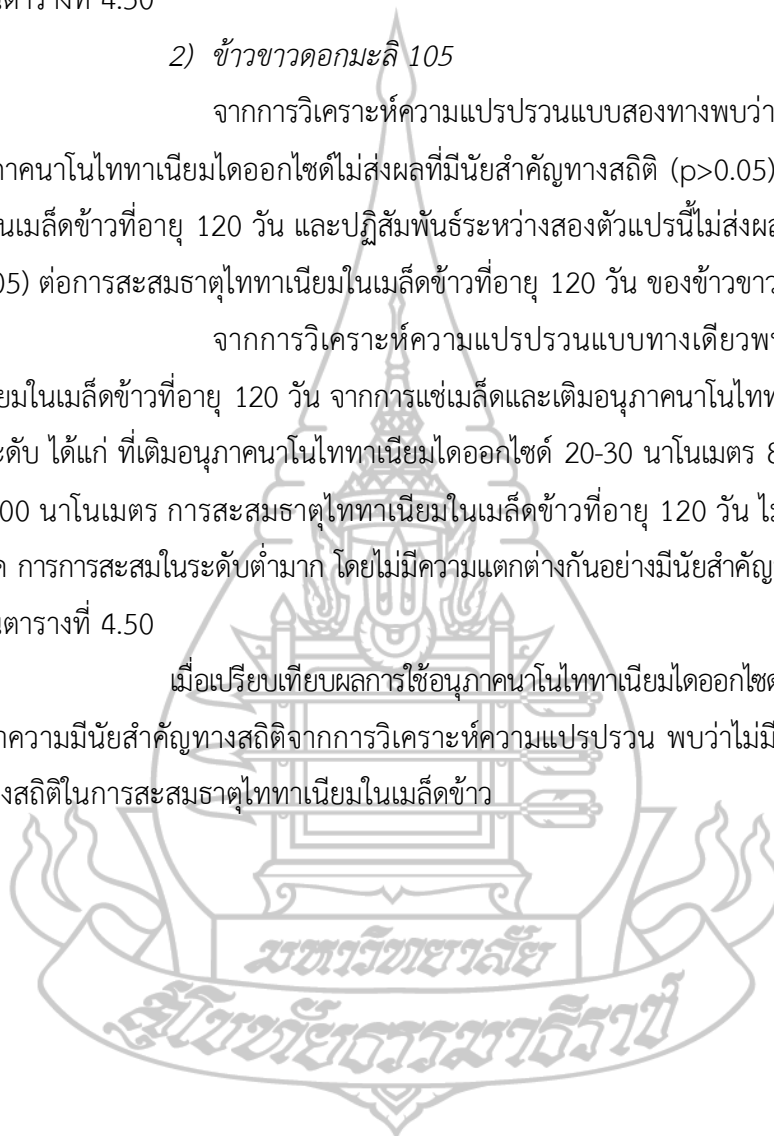 นตารางที่ 4.50
2) ข้าวขาวดอกมะลิ 105
จากการวิเคราะห์ความแปรปรวนแบบสองทางพบว่า
ภาคนาโนไททาเนียมไดออกไซด์ไม่ส่งผลที่มีนัยสำคัญทางสถิติ (p>0.05)
นเมล็ดข้าวที่อายุ 120 วัน และปฏิสัมพันธ์ระหว่างสองตัวแปรนี้ไม่ส่งผล
05) ต่อการสะสมธาตุไททาเนียมในเมล็ดข้าวที่อายุ 120 วัน ของข้าวขาว
จากการวิเคราะห์ความแปรปรวนแบบทางเดียวพ
ยมในเมล็ดข้าวที่อายุ 120 วัน จากการแช่เมล็ดและเติมอนุภาคนาโนไทท
ะดับ ได้แก่ ที่เติมอนุภาคนาโนไททาเนียมไดออกไซด์ 20-30 นาโนเมตร 8
00 นาโนเมตร การสะสมธาตุไททาเนียมในเมล็ดข้าวที่อายุ 120 วัน ไ
ค การการสะสมในระดับต่ำมาก โดยไม่มีความแตกต่างกันอย่างมีนัยสำคัญ
นตารางที่ 4.50
เมื่อเปรียบเทียบผลการใช้อนุภาคนาโนไททาเนียมไดออกไซด
าความมีนัยสำคัญทางสถิติจากการวิเคราะห์ความแปรปรวน พบว่าไม่มี
งสถิติในการสะสมธาตุไททาเนียมในเมล็ดข้าว
มหาวิทยาลัย
สุโขทัยธรรมาธิราช